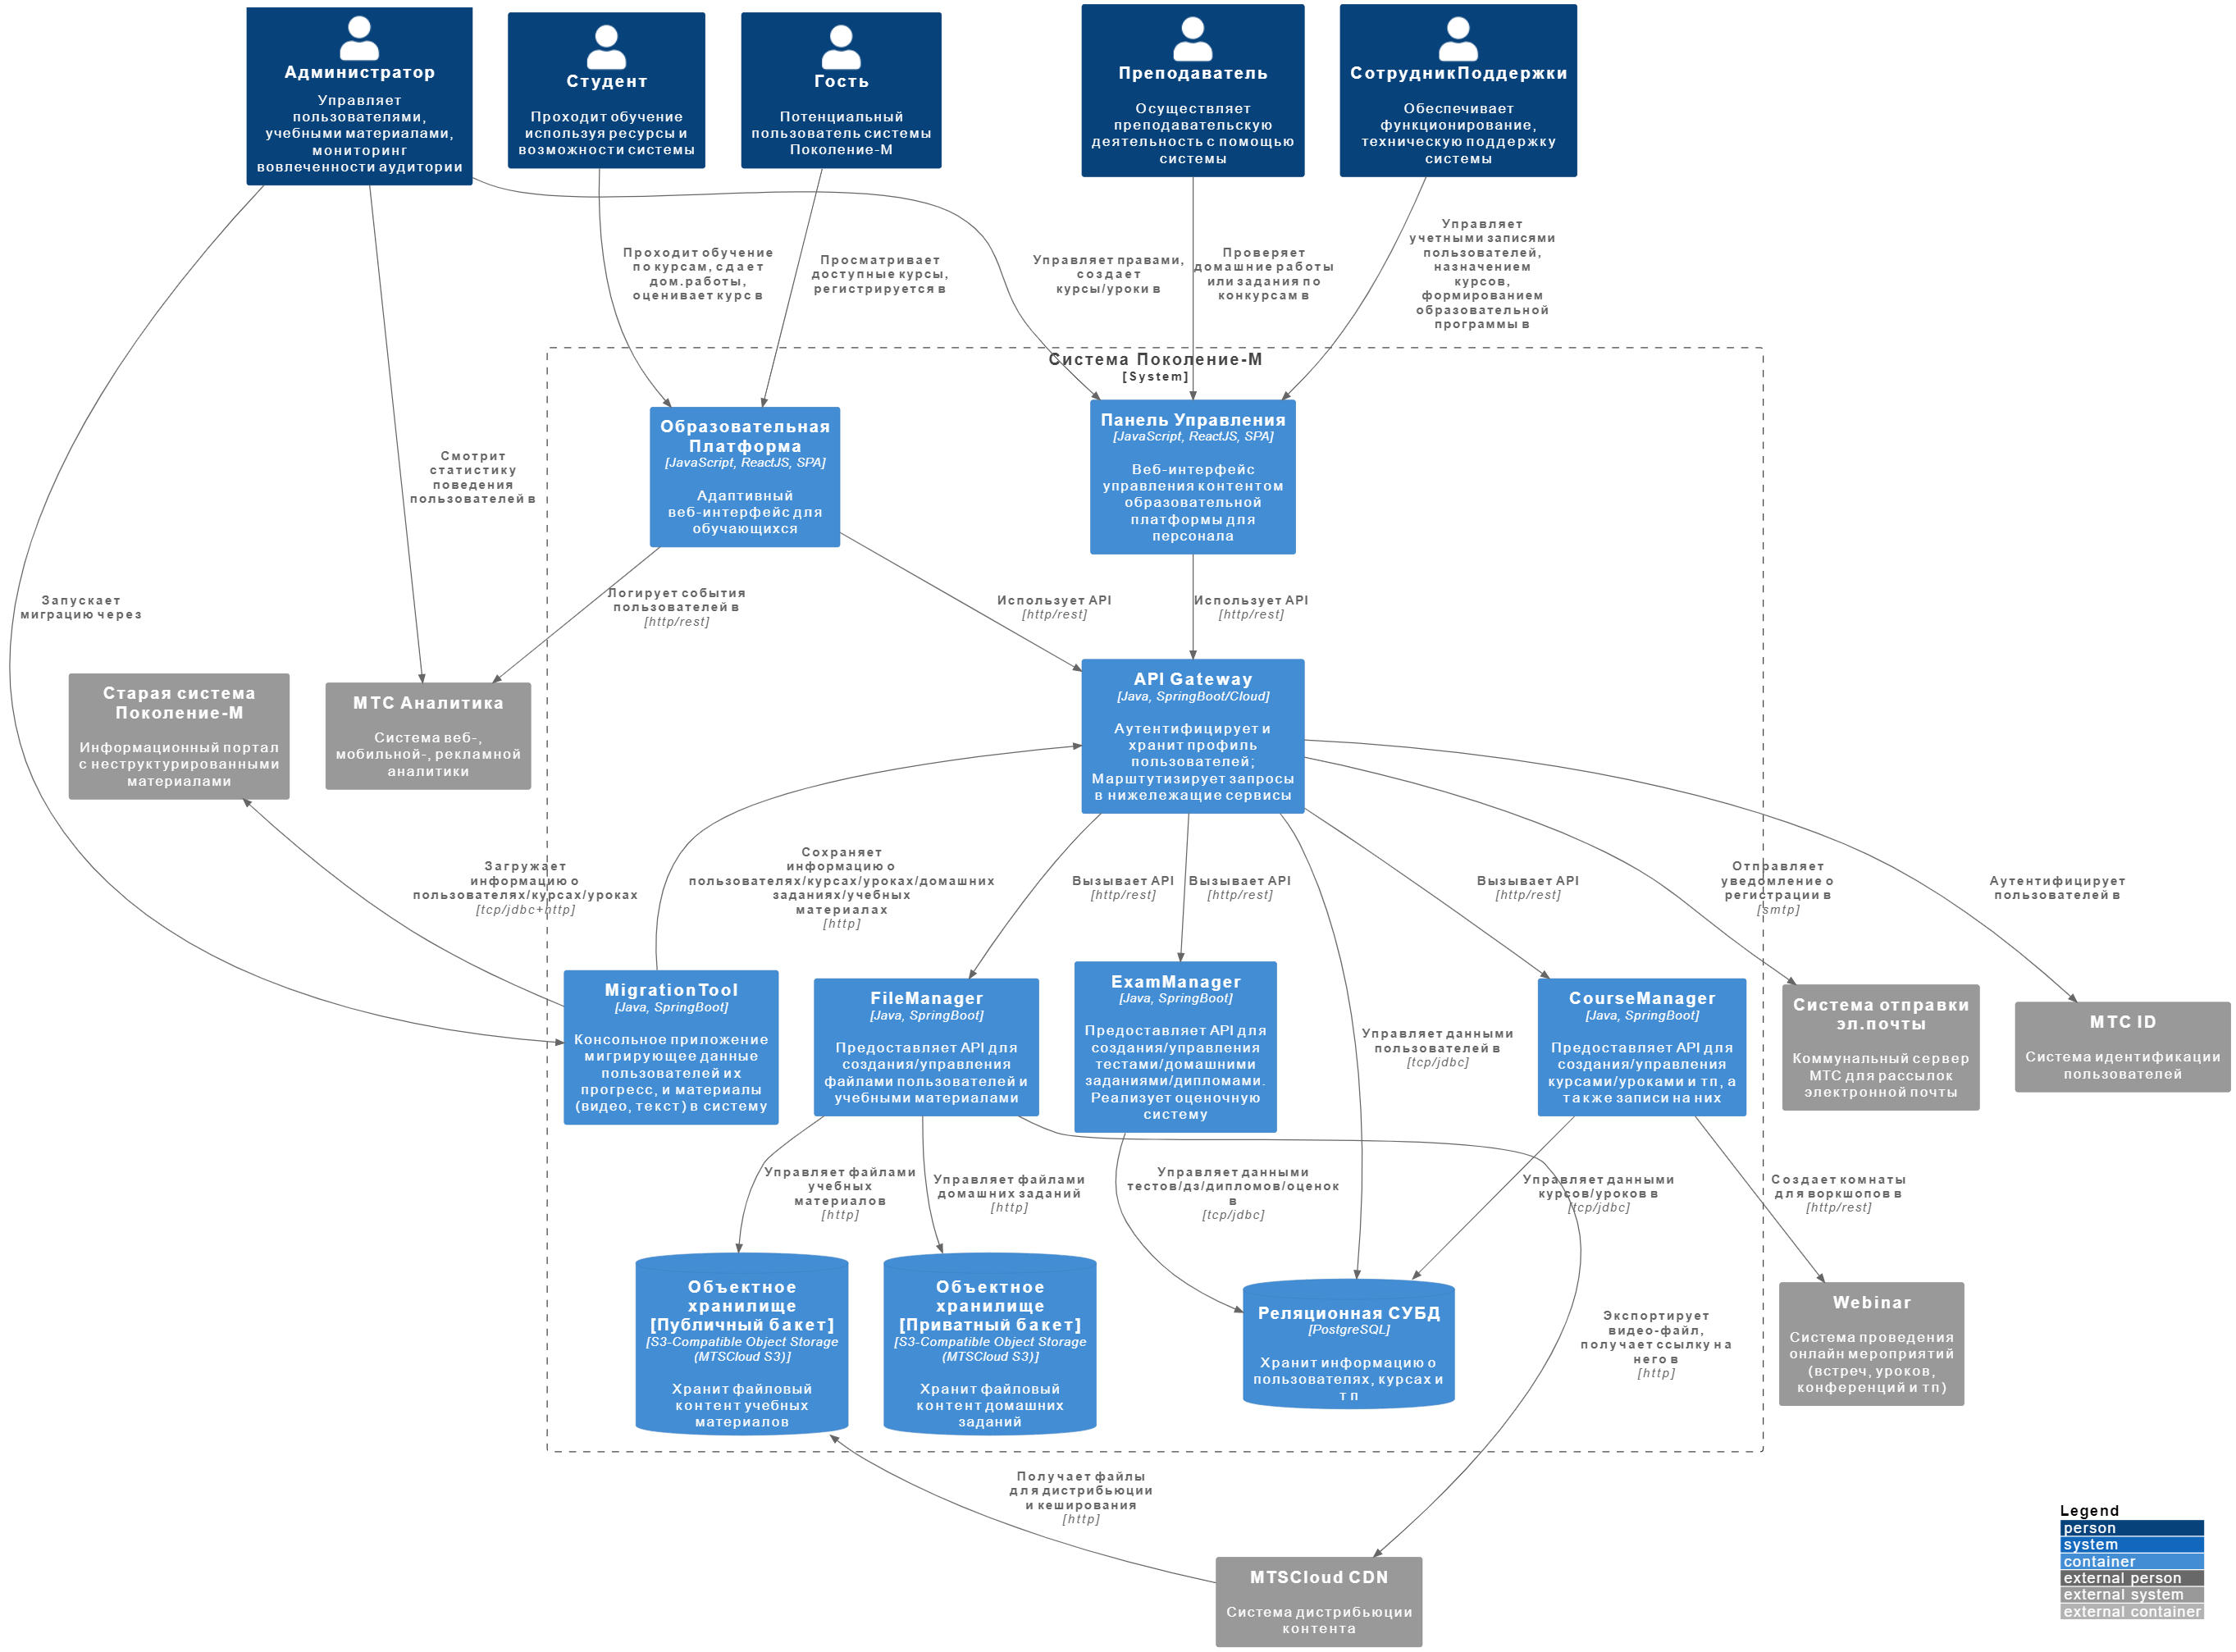 Администратор
Управляет
пользователями,
учебными материалами,
мониторинг
вовлеченности аудитории
Студент
Проходит обучение
используя ресурсы и
возможности системы
Гость
Потенциальный
пользователь системы
Поколение-М
Преподаватель
Осуществляет
преподавательскую
деятельность с помощью
системы
СотрудникПоддержки
Обеспечивает
функционирование,
техническую поддержку
системы
Проходит обучение
по курсам, сдает
дом.работы,
оценивает курс в
Просматривает
доступные курсы,
регистрируется в
Управляет правами,
создает
курсы/уроки в
Проверяет
домашние работы
или задания по
конкурсам в
Управляет
учетными записями
пользователей,
назначением
курсов,
формированием
образовательной
программы в
Система Поколение-М
[System]
Смотрит
статистику
поведения
пользователей в
Образовательная
Платформа
[JavaScript, ReactJS, SPA]
Адаптивный
веб-интерфейс для
обучающихся
Панель Управления
[JavaScript, ReactJS, SPA]
Веб-интерфейс
управления контентом
образовательной
платформы для
персонала
Запускает
миграцию через
Логирует события
пользователей в
[http/rest]
Использует API
[http/rest]
Использует API
[http/rest]
Старая система
Поколение-М
Информационный портал
с неструктурированными
материалами
МТС Аналитика
Система веб-,
мобильной-, рекламной
аналитики
API Gateway
[Java, SpringBoot/Cloud]
Аутентифицирует и
хранит профиль
пользователей;
Марштутизирует запросы
в нижележащие сервисы
Загружает
информацию о
пользователях/курсах/уроках
[tcp/jdbc+http]
Сохраняет
информацию о
пользователях/курсах/уроках/домашних
заданиях/учебных
материалах
[http]
Вызывает API
[http/rest]
Вызывает API
[http/rest]
Вызывает API
[http/rest]
Отправляет
уведомление о
регистрации в
[smtp]
Аутентифицирует
пользователей в
MigrationTool
[Java, SpringBoot]
Консольное приложение
мигрирующее данные
пользователей их
прогресс, и материалы
(видео, текст) в систему
FileManager
[Java, SpringBoot]
Предоставляет API для
создания/управления
файлами пользователей и
учебными материалами
ExamManager
[Java, SpringBoot]
Предоставляет API для
создания/управления
тестами/домашними
заданиями/дипломами.
Реализует оценочную
систему
Управляет данными
пользователей в
[tcp/jdbc]
CourseManager
[Java, SpringBoot]
Предоставляет API для
создания/управления
курсами/уроками и тп, а
также записи на них
Система отправки
эл.почты
Коммунальный сервер
МТС для рассылок
электронной почты
МТС ID
Система идентификации
пользователей
Управляет файлами
учебных
материалов
[http]
Управляет файлами
домашних заданий
[http]
Управляет данными
тестов/дз/дипломов/оценок
в
[tcp/jdbc]
Управляет данными
курсов/уроков в
[tcp/jdbc]
Создает комнаты
для воркшопов в
[http/rest]
Объектное
хранилище
[Публичный бакет]
[S3-Compatible Object Storage
(MTSCloud S3)]
Хранит файловый
контент учебных
материалов
Объектное
хранилище
[Приватный бакет]
[S3-Compatible Object Storage
(MTSCloud S3)]
Хранит файловый
контент домашних
заданий
Реляционная СУБД
[PostgreSQL]
Хранит информацию о
пользователях, курсах и
тп
Экспортирует
видео-файл,
получает ссылку на
него в
[http]
Webinar
Система проведения
онлайн мероприятий
(встреч, уроков,
конференций и тп)
Получает файлы
для дистрибьюции
и кеширования
[http]
MTSCloud CDN
Система дистрибьюции
контента
Legend
person
system
container
external person
external system
external container